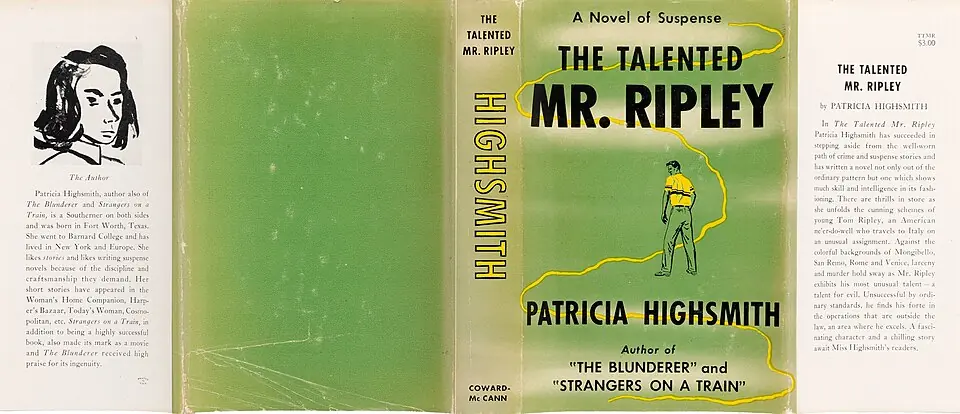 The Author
Patricia Highsmith, author also of
The Blunderer and Strangers on a
Train, is a Southerner on both sides
and was born in Fort Worth, Texas.
She went to Barnard College and has
lived in New York and Europe. She
likes stories and likes writing suspense
novels because of the discipline and
craftsmanship they demand. Her
short stories have appeared in the
Woman's Home Companion, Harp-
er's Bazaar, Today's Woman, Cosmo-
politan, etc. Strangers on a Train, in
addition to being a highly successful
book, also made its mark as a movie
and The Blunderer received high
praise for its ingenuity.
THE
TALENTED
MR. RIPLEY
HIGHSMITH
COWARD-
McCANN
A Novel of Suspense
THE TALENTED
MR. RIPLEY
PATRICIA HIGHSMITH
Author of
"THE BLUNDERER" and
"STRANGERS ON A TRAIN"
TTMR
$3.00
THE TALENTED
MR. RIPLEY
by PATRICIA HIGHSMITH
In The Talented Mr. Ripley
Patricia Highsmith has succeeded in
stepping aside from the well-worn
path of crime and suspense stories and
has written a novel not only out of the
ordinary pattern but one which shows
much skill and intelligence in its fash-
ioning. There are thrills in store as
she unfolds the cunning schemes of
young Tom Ripley, an American
ne'er-do-well who travels to Italy on
an unusual assignment. Against the
colorful backgrounds of Mongibello,
San Remo, Rome and Venice, larceny
and murder hold sway as Mr. Ripley
exhibits his most unusual talent—a
talent for evil. Unsuccessful by ordi-
nary standards, he finds his forte in
the operations that are outside the
law, an area where he excels. A fasci-
nating character and a chilling story
await Miss Highsmith's readers.